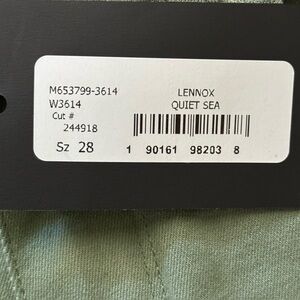 M653799-3614
W3614
Cut #
244918
Sz 28
LENNOX
QUIET SEA
1 90161 98203 8